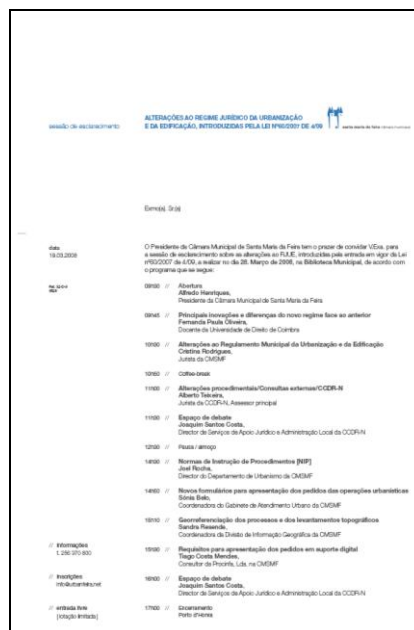 sessão de esclarecimento
ALTERAÇÕES AO REGIME JURÍDICO DA URBANIZAÇÃO
E DA EDIFICAÇÃO, INTRODUZIDAS PELA LEI Nº60/2007 DE 4/09
santa maria da feira câmara municipal
Exmo(a). Sr.(a)
data
19.03.2008
O Presidente da Câmara Municipal de Santa Maria da Feira tem o prazer de convidar V.Exa. para
a sessão de esclarecimento sobre as alterações ao RJUE, introduzidas pela entrada em vigor da Lei
nº60/2007 de 4/09, a realizar no dia 28. Março de 2008, na Biblioteca Municipal, de acordo com
o programa que se segue:
// Abertura
Alfredo Henriques,
Presidente da Câmara Municipal de Santa Maria da Feira
09h45 // Principais inovações e diferenças do novo regime face ao anterior
Fernanda Paula Oliveira,
Docente da Universidade de Direito de Coimbra
// Alterações ao Regulamento Municipal da Urbanização e da Edificação
Cristina Rodrigues,
Jurista da CMSMF
// Coffee-break
// Alterações procedimentais/Consultas externas/CCDR-N
Alberto Teixeira,
Jurista da CCDR-N, Assessor principal
// Espaço de debate
Joaquim Santos Costa,
Director de Serviços de Apoio Jurídico e Administração Local da CCDR-N
// Pausa / almoço
// Normas de Instrução de Procedimentos [NIP]
Joel Rocha,
Director do Departamento de Urbanismo da CMSMF
// Novos formulários para apresentação dos pedidos das operações urbanísticas
Sónia Belo,
Coordenadora do Gabinete de Atendimento Urbano da CMSMF
15h10 // Georreferenciação dos processos e dos levantamentos topográficos
Sandra Resende,
Coordenadora da Divisão de Informação Geográfica da CMSMF
// Requisitos para apresentação dos pedidos em suporte digital
Tiago Costa Mendes,
Consultor da Procifre, Lda. na CMSMF
// Espaço de debate
Joaquim Santos Costa,
Director de Serviços de Apoio Jurídico e Administração Local da CCDR-N
17h00 // Encerramento
Porto d'Honra
// informações
t. 256 370 800
// inscrições
// entrada livre
[lotação limitada]